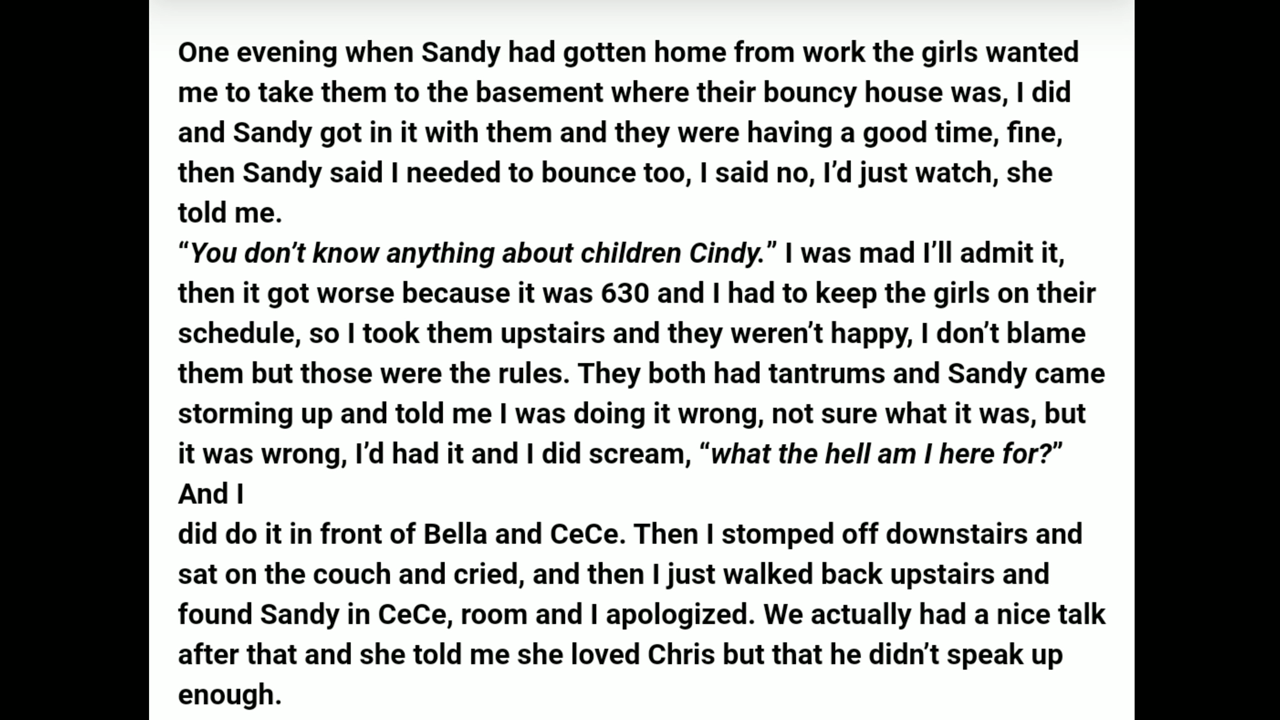 One evening when Sandy had gotten home from work the girls wanted
me to take them to the basement where their bouncy house was, I did
and Sandy got in it with them and they were having a good time, fine,
then Sandy said I needed to bounce too, I said no, I’d just watch, she
told me.
“You don’t know anything about children Cindy.” I was mad I’ll admit it,
then it got worse because it was 630 and I had to keep the girls on their
schedule, so I took them upstairs and they weren’t happy, I don’t blame
them but those were the rules. They both had tantrums and Sandy came
storming up and told me I was doing it wrong, not sure what it was, but
it was wrong, I’d had it and I did scream, “what the hell am I here for?”
And I
did do it in front of Bella and CeCe. Then I stomped off downstairs and
sat on the couch and cried, and then I just walked back upstairs and
found Sandy in CeCe, room and I apologized. We actually had a nice talk
after that and she told me she loved Chris but that he didn’t speak up
enough.